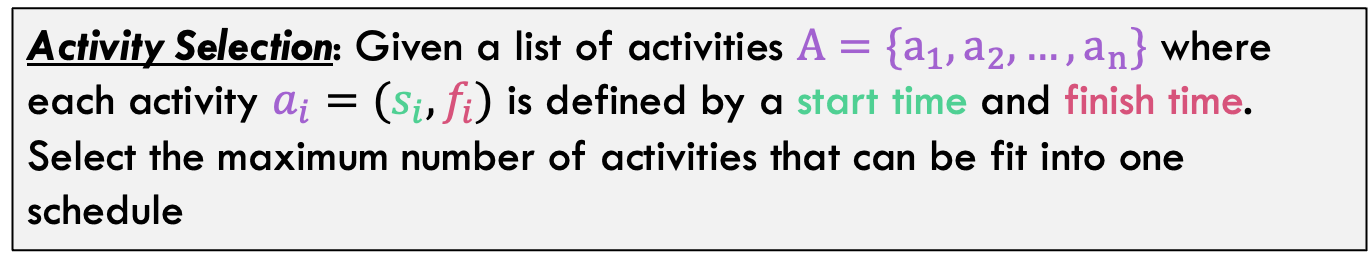 Activity Selection: Given a list of activities A = {a₁, a₂, …, aₙ} where
each activity aᵢ = (sᵢ, fᵢ) is defined by a start time and finish time.
Select the maximum number of activities that can be fit into one
schedule